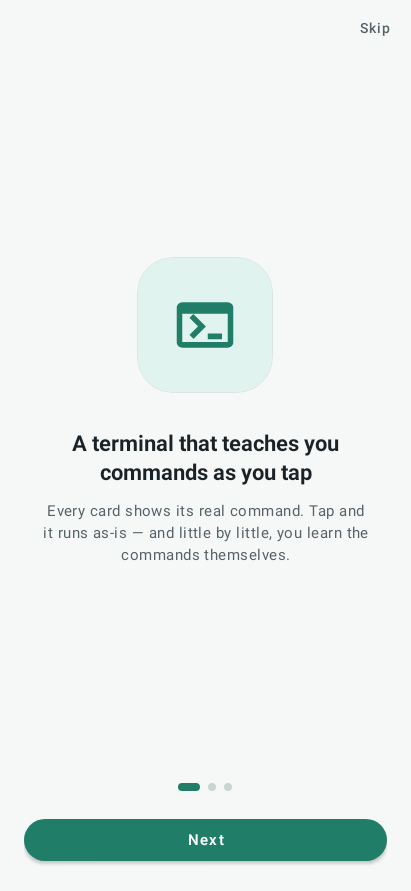 Skip
A terminal that teaches you
commands as you tap
Every card shows its real command. Tap and
it runs as-is — and little by little, you learn the
commands themselves.
Next